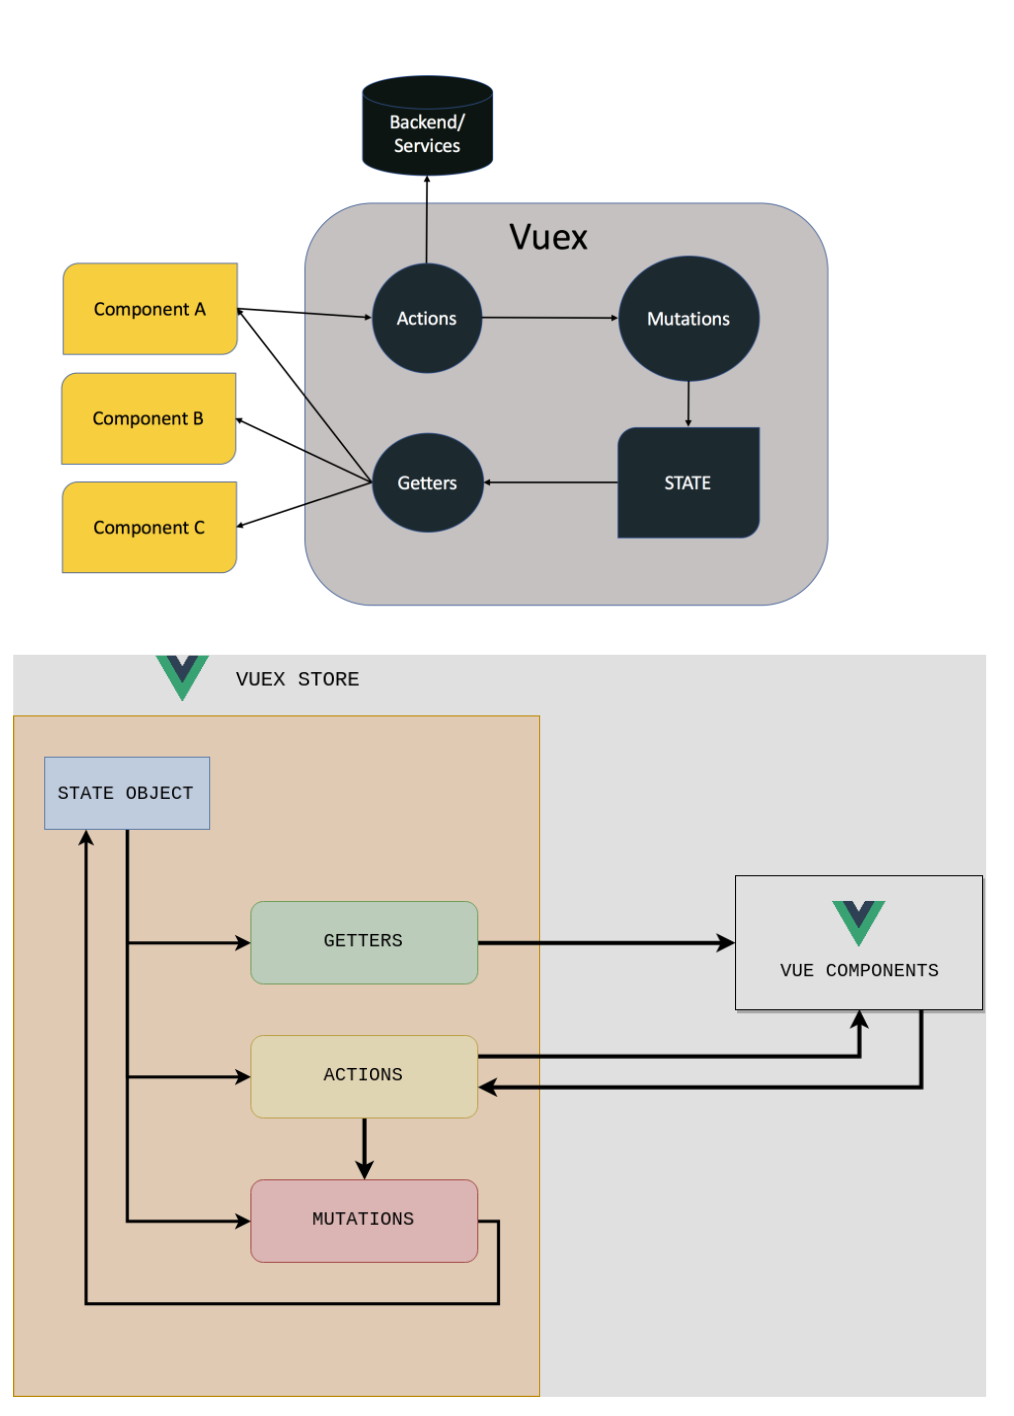 Backend/
Services
Vuex
Component A
Actions
Mutations
Component B
Getters
STATE
Component C
VUEX STORE
STATE OBJECT
GETTERS
VUE COMPONENTS
ACTIONS
MUTATIONS